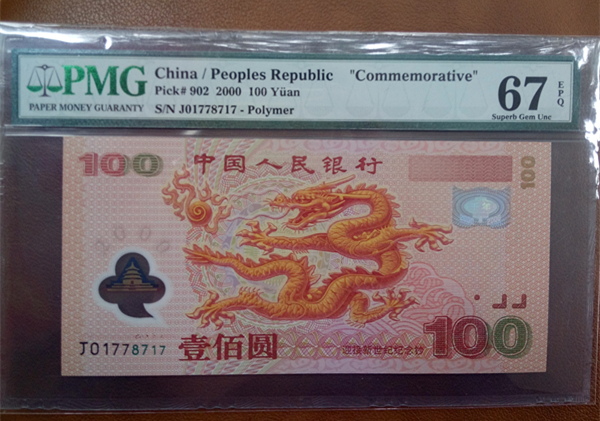 PMG
PAPER MONEY GUARANTY
China / Peoples Republic "Commemorative"
Pick# 902 2000 100 Yüan
S/N J01778717 - Polymer
67
EPQ
Superb Gem Unc
100
中国人民银行
100
2000
J01778717
壹佰圆
迎接新世纪纪念钞
100